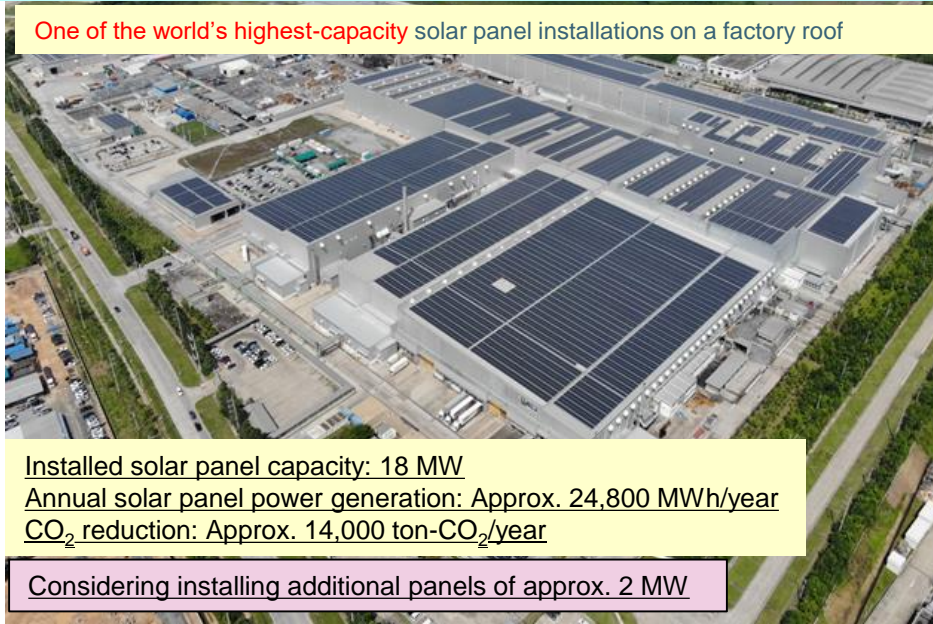 One of the world's highest-capacity solar panel installations on a factory roof
Installed solar panel capacity: 18 MW
Annual solar panel power generation: Approx. 24,800 MWh/year
CO₂ reduction: Approx. 14,000 ton-CO₂/year
Considering installing additional panels of approx. 2 MW